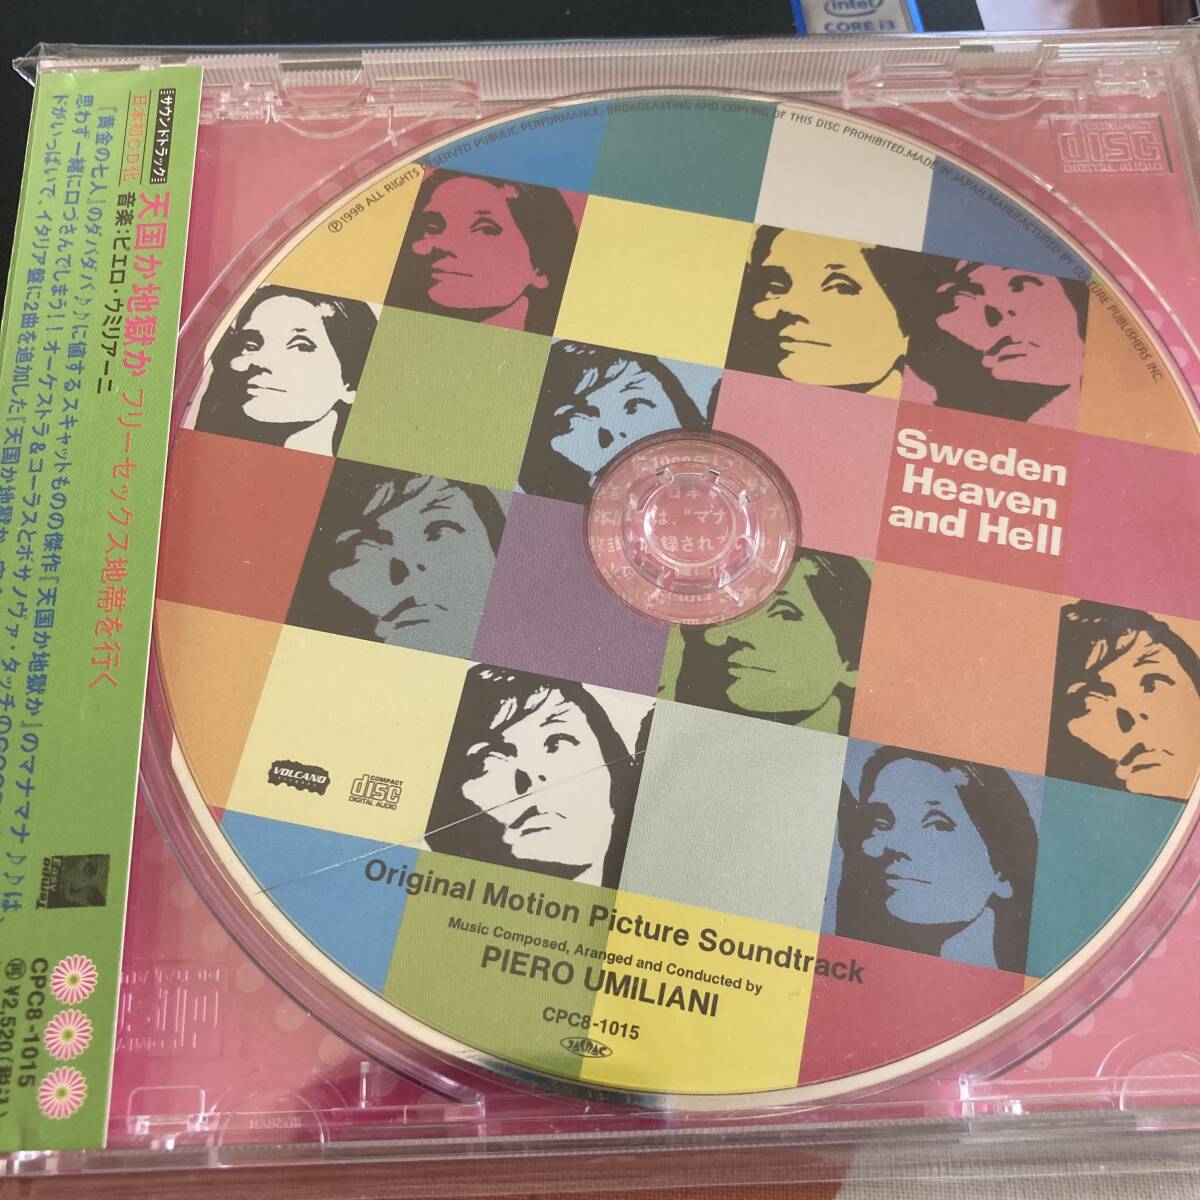 intel
CORE i3
サウンドトラック
日本初CD化
天国か地獄か フリーセックス地帯を行く
音楽:ピエロ・ウミリアーニ
『黄金の七人』のダバダバ♪♪に値するスキャットものの傑作『天国か地獄か』のマナマナ♪♪は、
思わず一緒に口づさんでしまう!! オーケストラ&コーラスとボサノヴァ・タッチの
ドがいっぱいで、イタリア盤に2曲を追加した『天国か地獄か
CPC8-1015
¥2,520
COMPACT
disc
DIGITAL AUDIO
Ⓟ1998 ALL RIGHTS RESERVED PUBULIC PERFORMANCE, BROADCASTING AND COPYING OF THIS DISC PROHIBITED.MADE IN JAPAN.MANUFACTURED BY CULTURE PUBLISHERS INC.
Sweden
Heaven
and Hell
VOLCANO
RECORDS
COMPACT
disc
DIGITAL AUDIO
Original Motion Picture Soundtrack
Music Composed, Aranged and Conducted by
PIERO UMILIANI
CPC8-1015
JASRAC